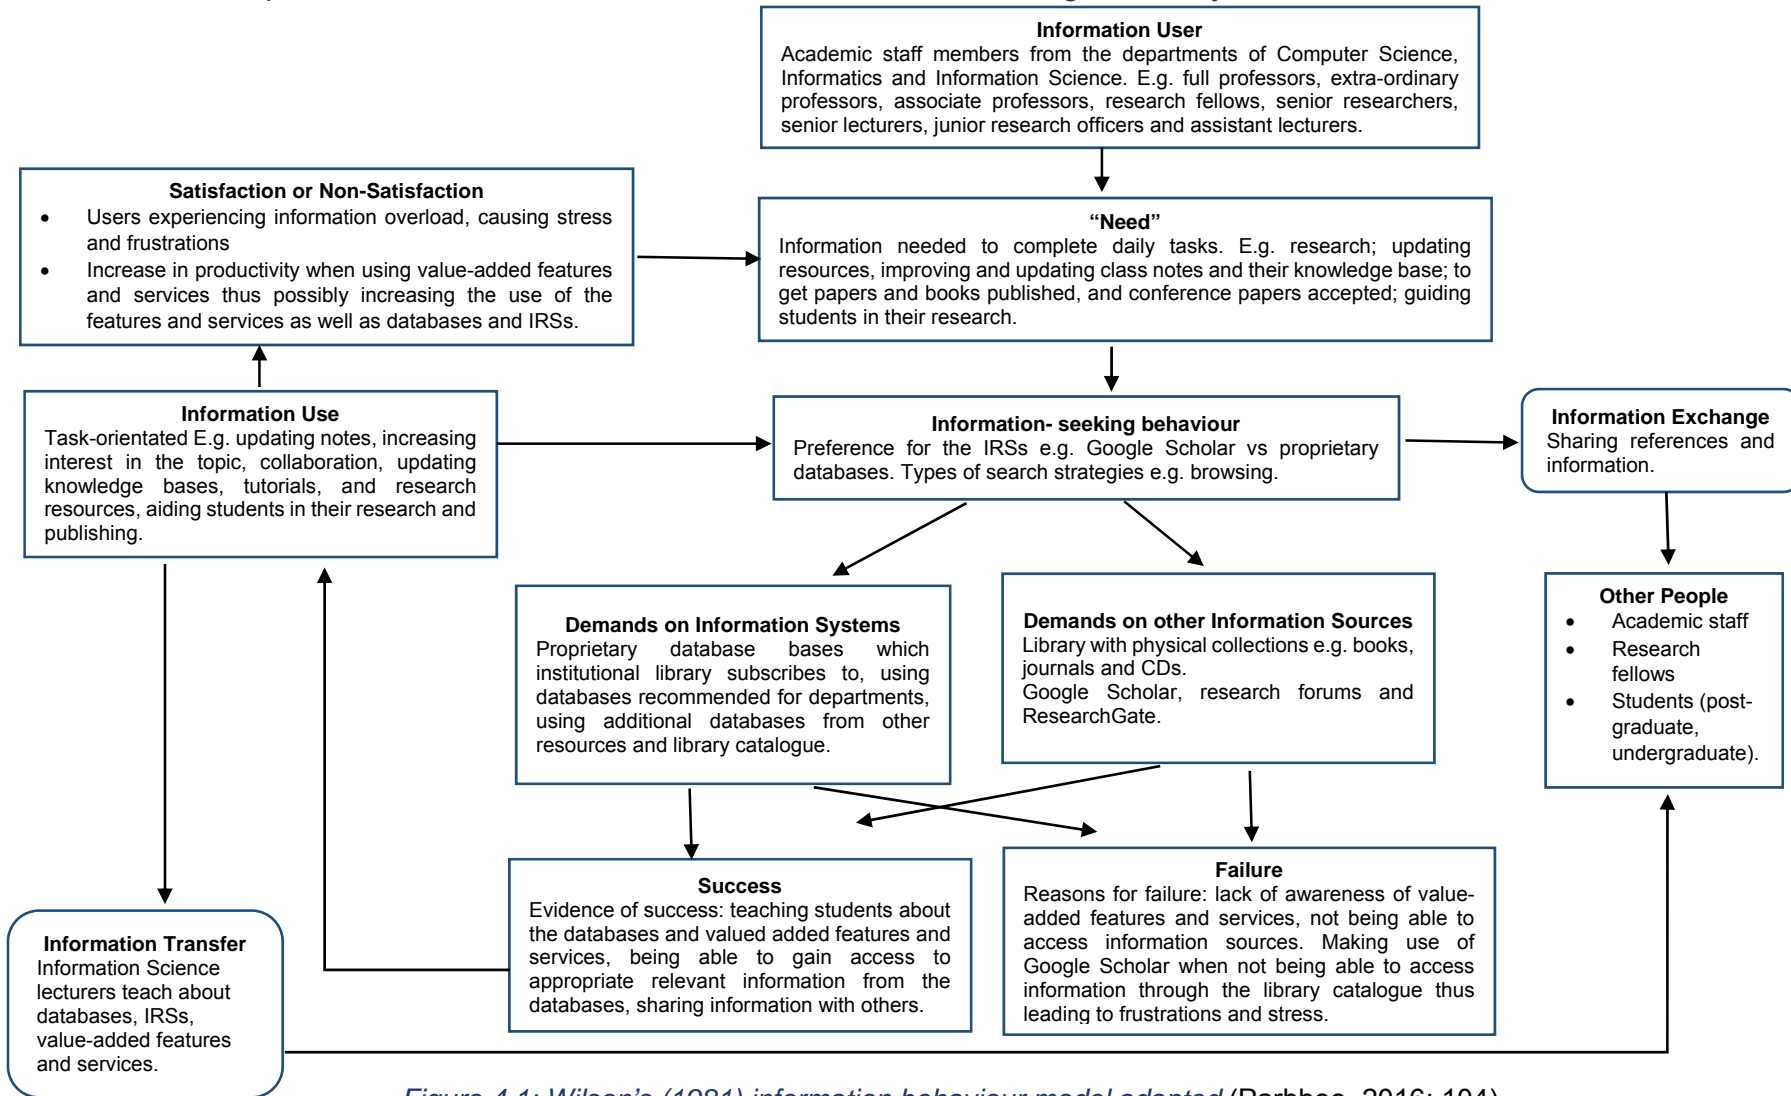 Information User
Academic staff members from the departments of Computer Science,
Informatics and Information Science. E.g. full professors, extra-ordinary
professors, associate professors, research fellows, senior researchers,
senior lecturers, junior research officers and assistant lecturers.
Satisfaction or Non-Satisfaction
• Users experiencing information overload, causing stress
and frustrations
• Increase in productivity when using value-added features
and services thus possibly increasing the use of the
features and services as well as databases and IRSs.
“Need”
Information needed to complete daily tasks. E.g. research; updating
resources, improving and updating class notes and their knowledge base; to
get papers and books published, and conference papers accepted; guiding
students in their research.
Information Use
Task-orientated E.g. updating notes, increasing
interest in the topic, collaboration, updating
knowledge bases, tutorials, and research
resources, aiding students in their research and
publishing.
Information- seeking behaviour
Preference for the IRSs e.g. Google Scholar vs proprietary
databases. Types of search strategies e.g. browsing.
Information Exchange
Sharing references and
information.
Demands on Information Systems
Proprietary database bases which
institutional library subscribes to, using
databases recommended for departments,
using additional databases from other
resources and library catalogue.
Demands on other Information Sources
Library with physical collections e.g. books,
journals and CDs.
Google Scholar, research forums and
ResearchGate.
Other People
• Academic staff
• Research
fellows
• Students (post-
graduate,
undergraduate).
Success
Evidence of success: teaching students about
the databases and valued added features and
services, being able to gain access to
appropriate relevant information from the
databases, sharing information with others.
Failure
Reasons for failure: lack of awareness of value-
added features and services, not being able to
access information sources. Making use of
Google Scholar when not being able to access
information through the library catalogue thus
leading to frustrations and stress.
Information Transfer
Information Science
lecturers teach about
databases, IRSs,
value-added features
and services.
Figure 4.1: Wilson's (1981) information behaviour model adapted (Parbhoo, 2016: 104)